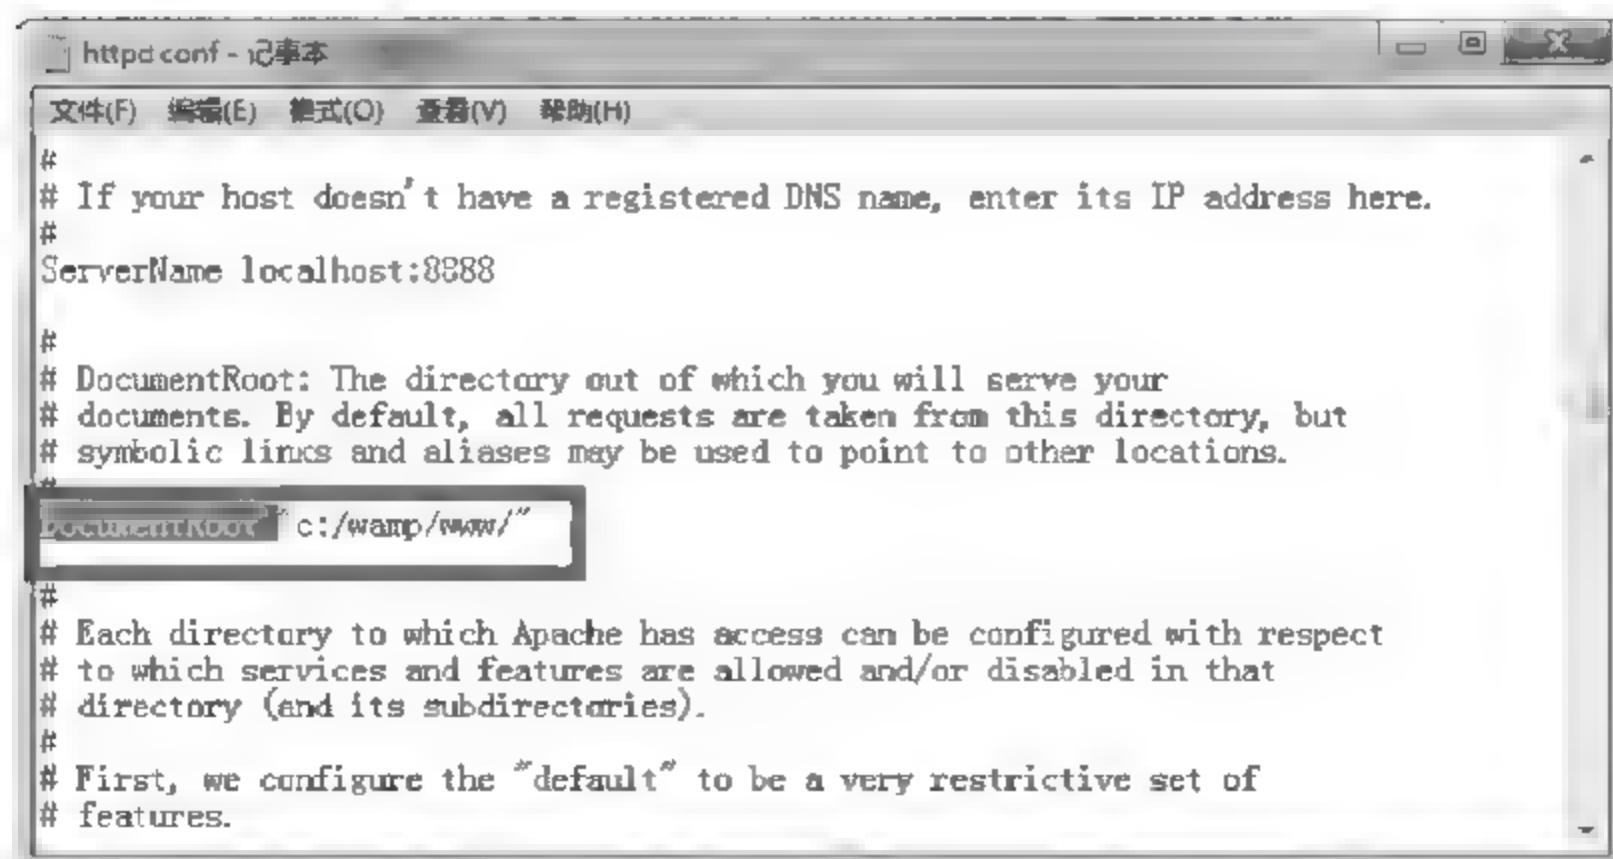 httpd.conf - 记事本
文件(F) 编辑(E) 格式(O) 查看(V) 帮助(H)
#
# If your host doesn't have a registered DNS name, enter its IP address here.
#
ServerName localhost:8888
#
# DocumentRoot: The directory out of which you will serve your
# documents. By default, all requests are taken from this directory, but
# symbolic links and aliases may be used to point to other locations.
#
DocumentRoot "c:/wamp/www/"
#
# Each directory to which Apache has access can be configured with respect
# to which services and features are allowed and/or disabled in that
# directory (and its subdirectories).
#
# First, we configure the "default" to be a very restrictive set of
# features.